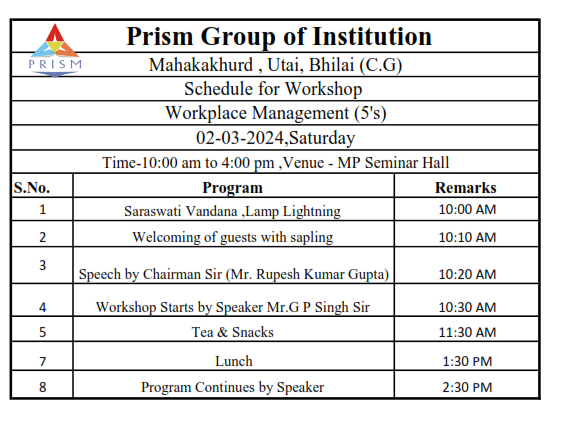 PRISM
Prism Group of Institution
Mahakakhurd , Utai, Bhilai (C.G)
Schedule for Workshop
Workplace Management (5's)
02-03-2024,Saturday
Time-10:00 am to 4:00 pm ,Venue - MP Seminar Hall
S.No. Program Remarks
1 Saraswati Vandana ,Lamp Lightning 10:00 AM
2 Welcoming of guests with sapling 10:10 AM
3 Speech by Chairman Sir (Mr. Rupesh Kumar Gupta) 10:20 AM
4 Workshop Starts by Speaker Mr.G P Singh Sir 10:30 AM
5 Tea & Snacks 11:30 AM
7 Lunch 1:30 PM
8 Program Continues by Speaker 2:30 PM